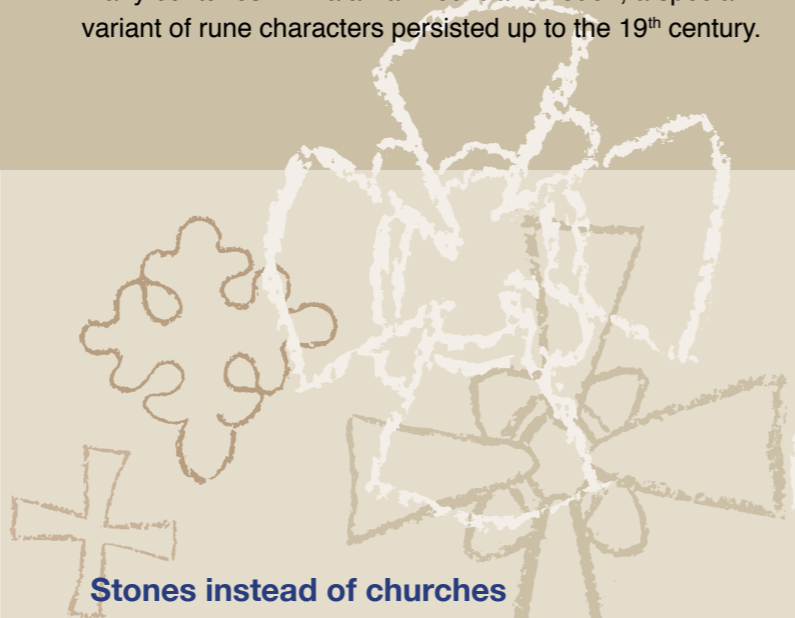 variant of rune characters persisted up to the 19th century.
Stones instead of churches